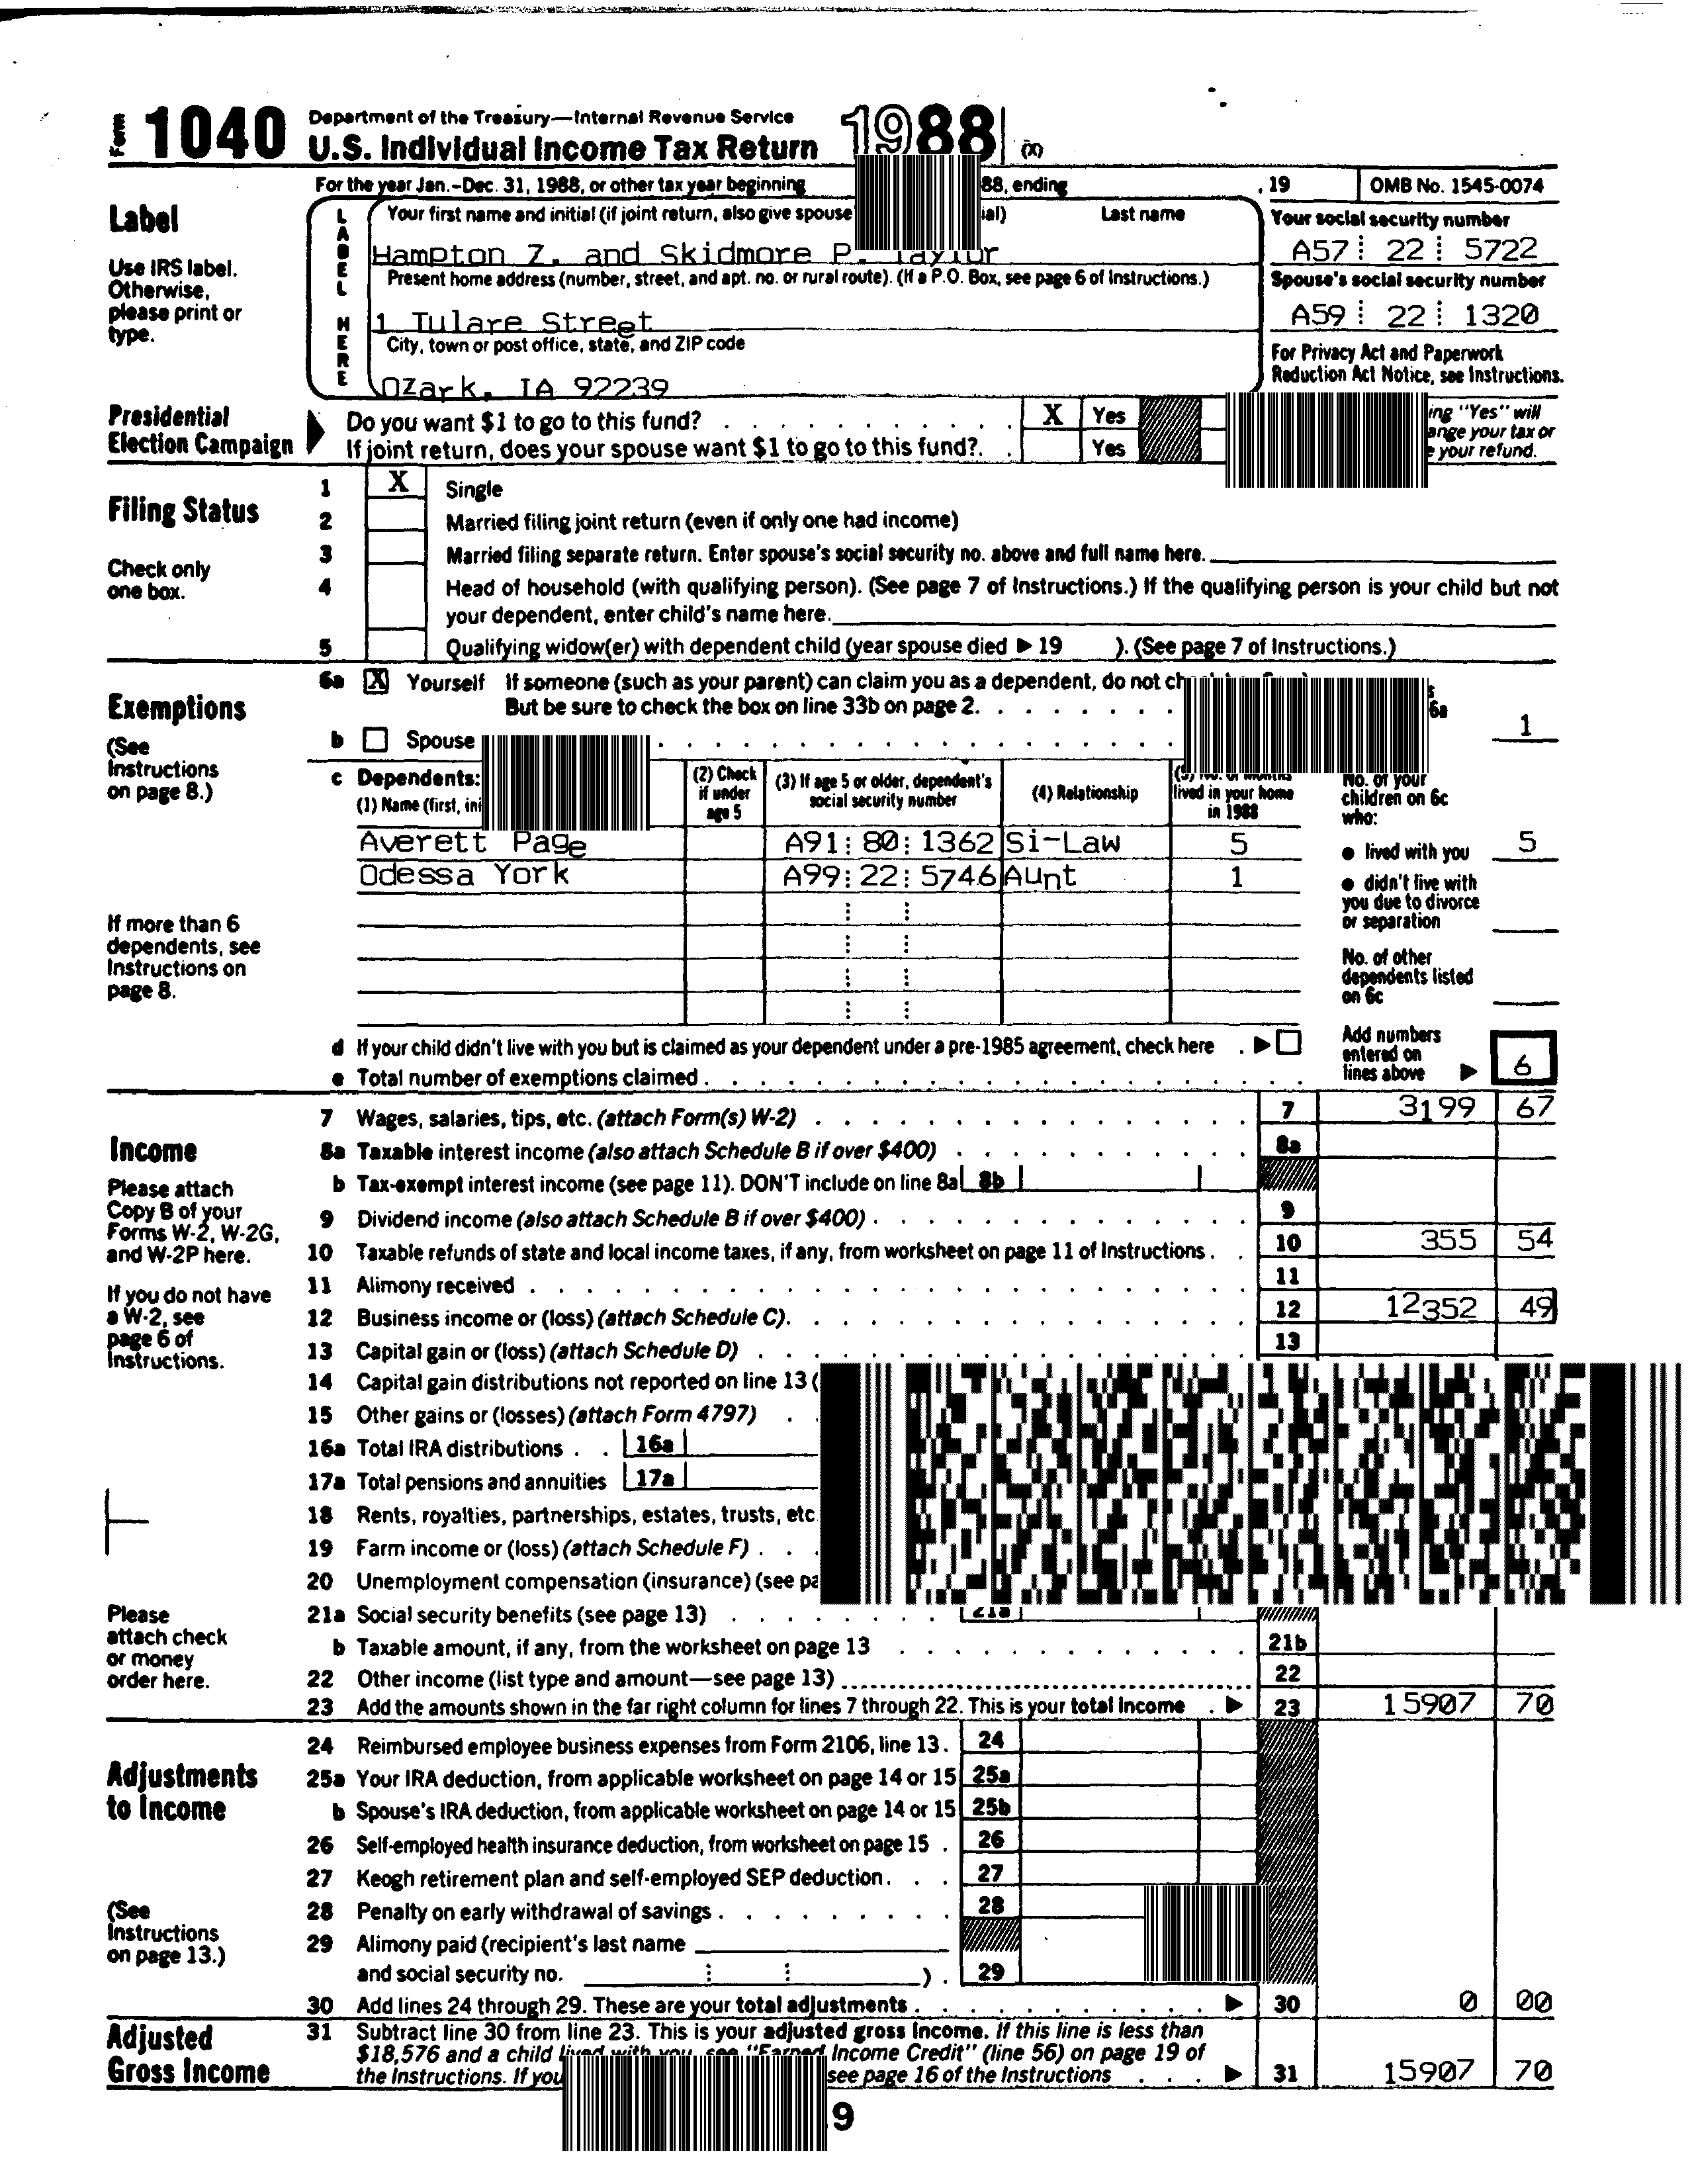 Form 1040 Department of the Treasury—Internal Revenue Service
U.S. Individual Income Tax Return 1988 (X)
For the year Jan.-Dec. 31, 1988, or other tax year beginning 88, ending , 19 OMB No. 1545-0074
Label
Use IRS label.
Otherwise,
please print or
type.
LABEL HERE
Your first name and initial (if joint return, also give spouse ial) Last name
Hampton Z. and Skidmore P. Taylor
Present home address (number, street, and apt. no. or rural route). (If a P.O. Box, see page 6 of Instructions.)
1 Tulare Street
City, town or post office, state, and ZIP code
Ozark, IA 92239
Your social security number
A57 22 5722
Spouse's social security number
A59 22 1320
For Privacy Act and Paperwork
Reduction Act Notice, see Instructions.
Presidential
Election Campaign
Do you want $1 to go to this fund? X Yes
If joint return, does your spouse want $1 to go to this fund?. Yes
ing "Yes" will
ange your tax or
e your refund.
Filing Status
Check only
one box.
1 X Single
2 Married filing joint return (even if only one had income)
3 Married filing separate return. Enter spouse's social security no. above and full name here.
4 Head of household (with qualifying person). (See page 7 of Instructions.) If the qualifying person is your child but not
your dependent, enter child's name here.
5 Qualifying widow(er) with dependent child (year spouse died ▶ 19 ). (See page 7 of Instructions.)
Exemptions
(See
Instructions
on page 8.)
6a X Yourself If someone (such as your parent) can claim you as a dependent, do not ch
But be sure to check the box on line 33b on page 2.
6a 1
b Spouse
c Dependents:
(1) Name (first, ini
(2) Check
if under
age 5
(3) If age 5 or older, dependent's
social security number
(4) Relationship
lived in your home
in 1988
Averett Page A91 80 1362 Si-Law 5
Odessa York A99 22 5746 Aunt 1
If more than 6
dependents, see
Instructions on
page 8.
No. of your
children on 6c
who:
● lived with you 5
● didn't live with
you due to divorce
or separation
No. of other
dependents listed
on 6c
d If your child didn't live with you but is claimed as your dependent under a pre-1985 agreement, check here . ▶
e Total number of exemptions claimed
Add numbers
entered on
lines above ▶ 6
Income
Please attach
Copy B of your
Forms W-2, W-2G,
and W-2P here.
If you do not have
a W-2, see
page 6 of
Instructions.
Please
attach check
or money
order here.
7 Wages, salaries, tips, etc. (attach Form(s) W-2) 7 3199 67
8a Taxable interest income (also attach Schedule B if over $400) 8a
b Tax-exempt interest income (see page 11). DON'T include on line 8a 8b
9 Dividend income (also attach Schedule B if over $400) 9
10 Taxable refunds of state and local income taxes, if any, from worksheet on page 11 of Instructions. 10 355 54
11 Alimony received 11
12 Business income or (loss) (attach Schedule C). 12 12352 49
13 Capital gain or (loss) (attach Schedule D) 13
14 Capital gain distributions not reported on line 13 (
15 Other gains or (losses) (attach Form 4797)
16a Total IRA distributions 16a
17a Total pensions and annuities 17a
18 Rents, royalties, partnerships, estates, trusts, etc
19 Farm income or (loss) (attach Schedule F)
20 Unemployment compensation (insurance) (see pa
21a Social security benefits (see page 13) 21a
b Taxable amount, if any, from the worksheet on page 13 21b
22 Other income (list type and amount—see page 13) 22
23 Add the amounts shown in the far right column for lines 7 through 22. This is your total income ▶ 23 15907 70
Adjustments
to Income
(See
Instructions
on page 13.)
24 Reimbursed employee business expenses from Form 2106, line 13. 24
25a Your IRA deduction, from applicable worksheet on page 14 or 15 25a
b Spouse's IRA deduction, from applicable worksheet on page 14 or 15 25b
26 Self-employed health insurance deduction, from worksheet on page 15 26
27 Keogh retirement plan and self-employed SEP deduction 27
28 Penalty on early withdrawal of savings 28
29 Alimony paid (recipient's last name
and social security no. ) . 29
30 Add lines 24 through 29. These are your total adjustments ▶ 30 0 00
Adjusted
Gross Income
31 Subtract line 30 from line 23. This is your adjusted gross income. If this line is less than
$18,576 and a child lived with you, see "Earned Income Credit" (line 56) on page 19 of
the Instructions. If you see page 16 of the Instructions ▶ 31 15907 70
9